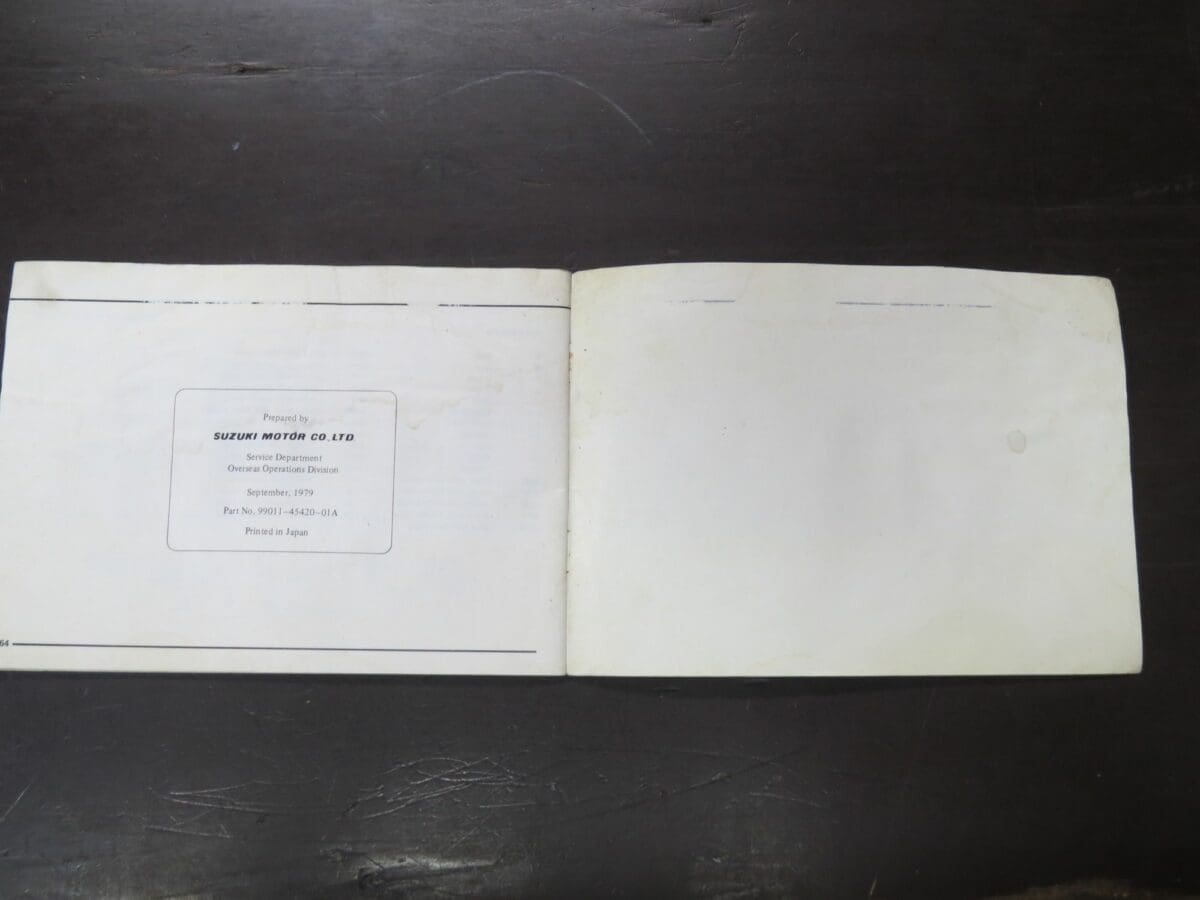 Prepared by
SUZUKI MOTOR CO.,LTD.
Service Department
Overseas Operations Division
September, 1979
Part No. 99011-45420-01A
Printed in Japan
64